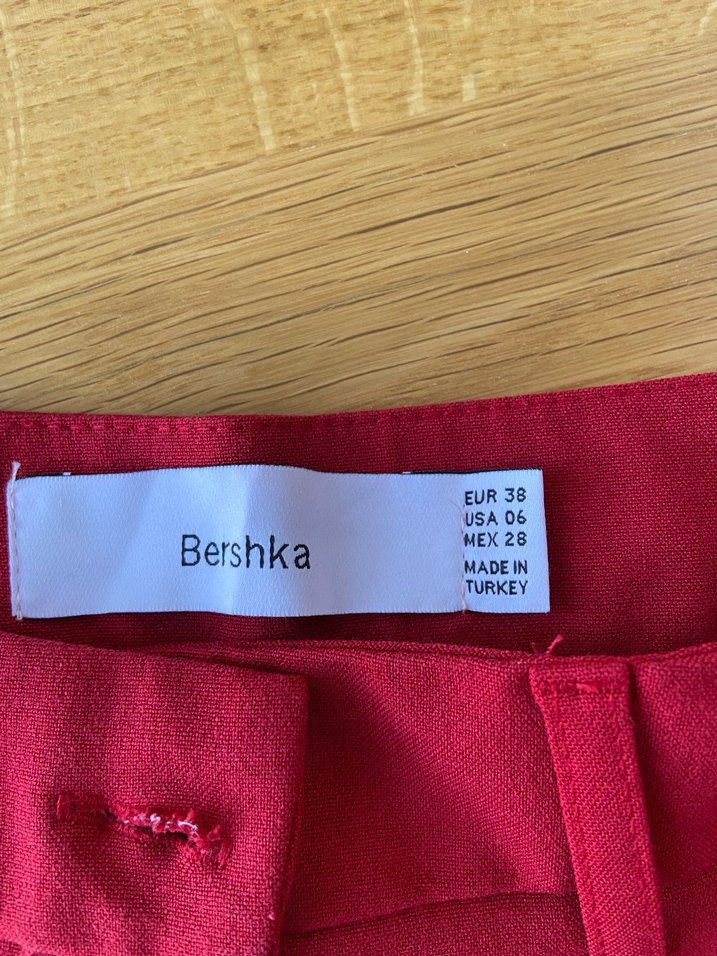 Bershka
EUR 38
USA 06
MEX 28
MADE IN
TURKEY